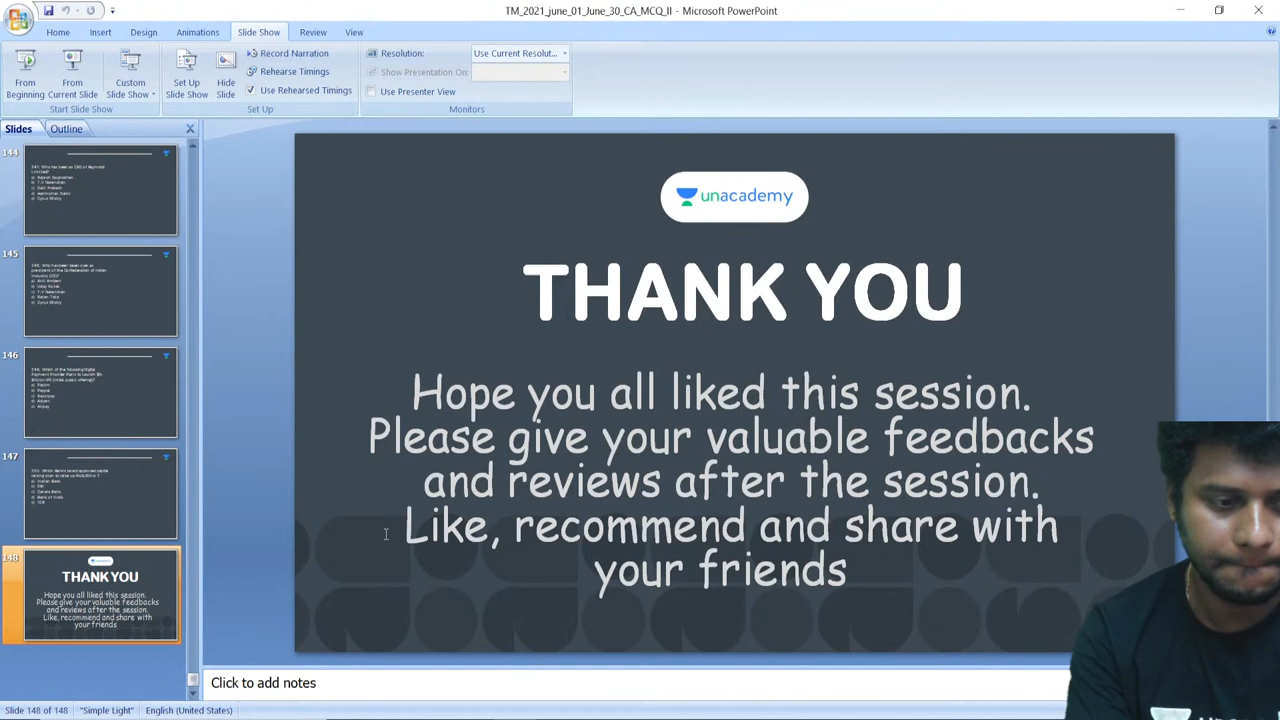 TM_2021_june_01_June_30_CA_MCQ_II - Microsoft PowerPoint
Home Insert Design Animations Slide Show Review View
From Beginning
From Current Slide
Custom Slide Show
Start Slide Show
Set Up Slide Show
Hide Slide
Record Narration
Rehearse Timings
Use Rehearsed Timings
Set Up
Resolution: Use Current Resolut...
Show Presentation On:
Use Presenter View
Monitors
Slides Outline
144
145
146
147
148
unacademy
THANK YOU
Hope you all liked this session.
Please give your valuable feedbacks
and reviews after the session.
Like, recommend and share with
your friends
unacademy
THANK YOU
Hope you all liked this session.
Please give your valuable feedbacks
and reviews after the session.
Like, recommend and share with
your friends
Click to add notes
Slide 148 of 148 "Simple Light" English (United States)